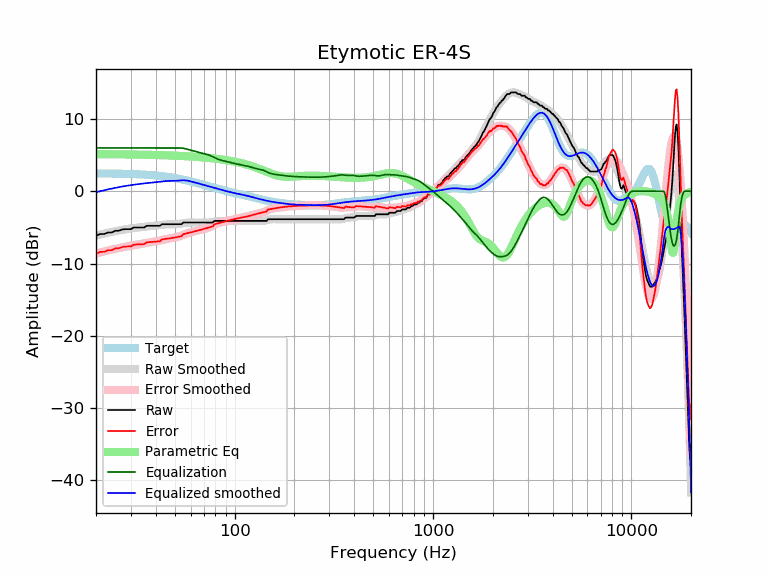 Etymotic ER-4S
Amplitude (dBr)
10
0
−10
−20
−30
−40
Target
Raw Smoothed
Error Smoothed
Raw
Error
Parametric Eq
Equalization
Equalized smoothed
100
1000
10000
Frequency (Hz)